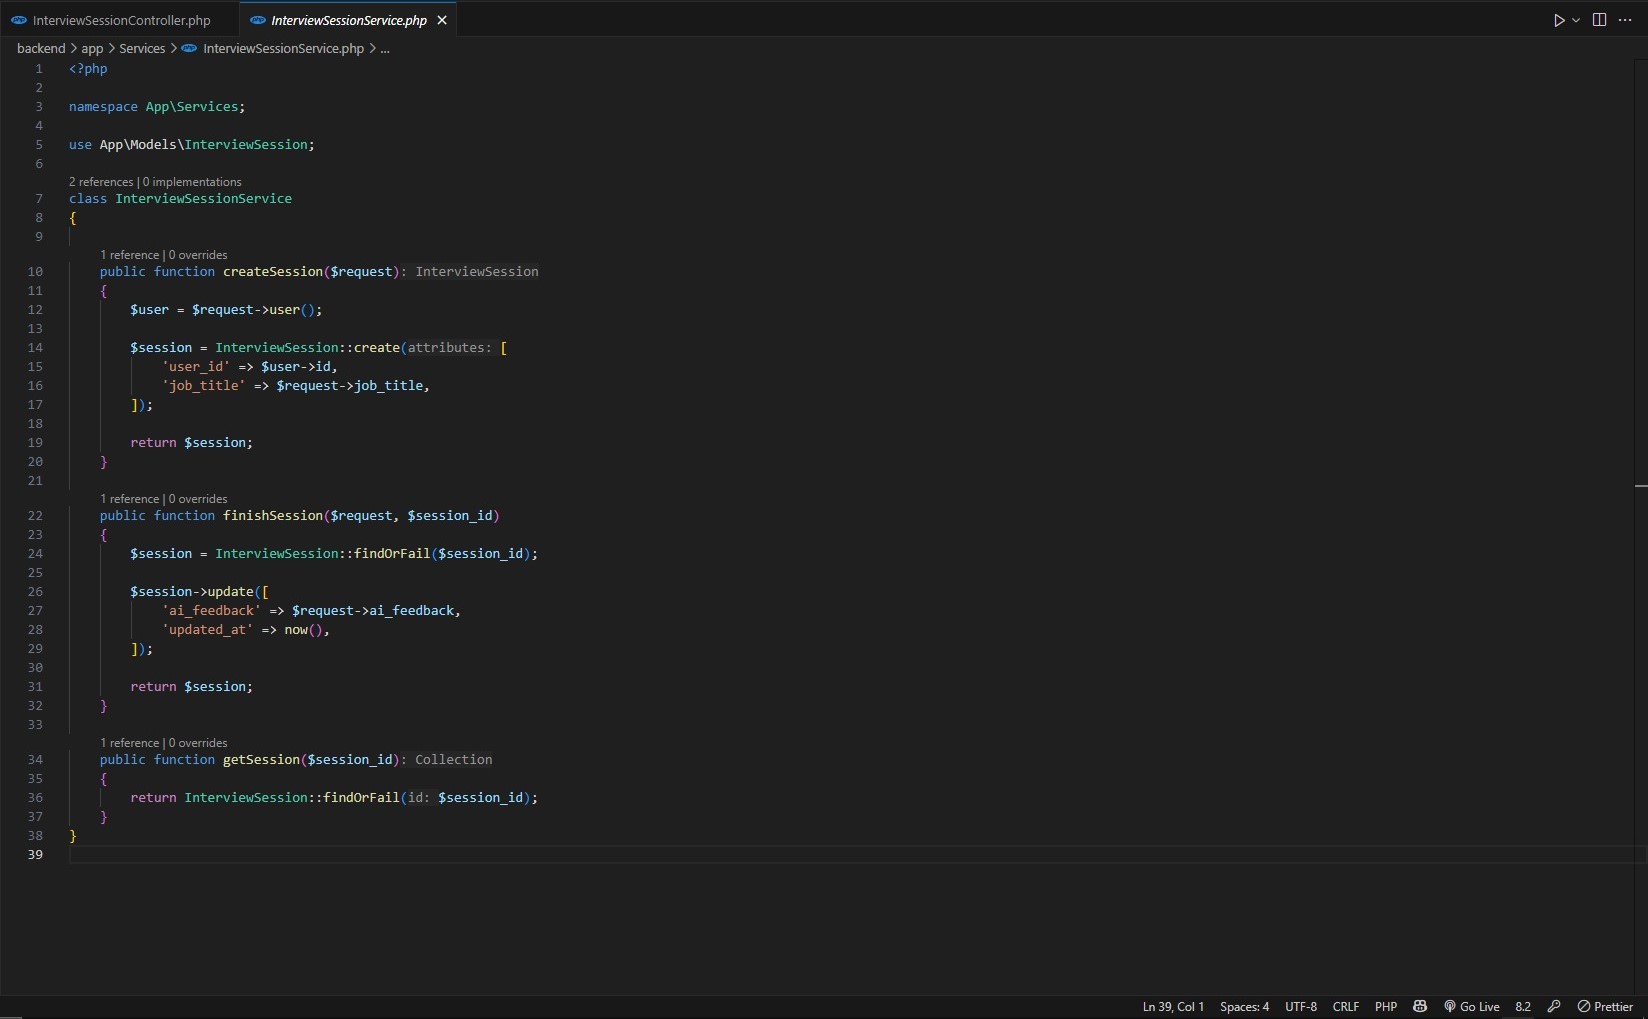 InterviewSessionController.php
InterviewSessionService.php
backend > app > Services > InterviewSessionService.php > ...
1 <?php
2
3 namespace App\Services;
4
5 use App\Models\InterviewSession;
6
2 references | 0 implementations
7 class InterviewSessionService
8 {
9
1 reference | 0 overrides
10 public function createSession($request): InterviewSession
11 {
12 $user = $request->user();
13
14 $session = InterviewSession::create(attributes: [
15 'user_id' => $user->id,
16 'job_title' => $request->job_title,
17 ]);
18
19 return $session;
20 }
21
1 reference | 0 overrides
22 public function finishSession($request, $session_id)
23 {
24 $session = InterviewSession::findOrFail($session_id);
25
26 $session->update([
27 'ai_feedback' => $request->ai_feedback,
28 'updated_at' => now(),
29 ]);
30
31 return $session;
32 }
33
1 reference | 0 overrides
34 public function getSession($session_id): Collection
35 {
36 return InterviewSession::findOrFail(id: $session_id);
37 }
38 }
39
Ln 39, Col 1 Spaces: 4 UTF-8 CRLF PHP Go Live 8.2 Prettier